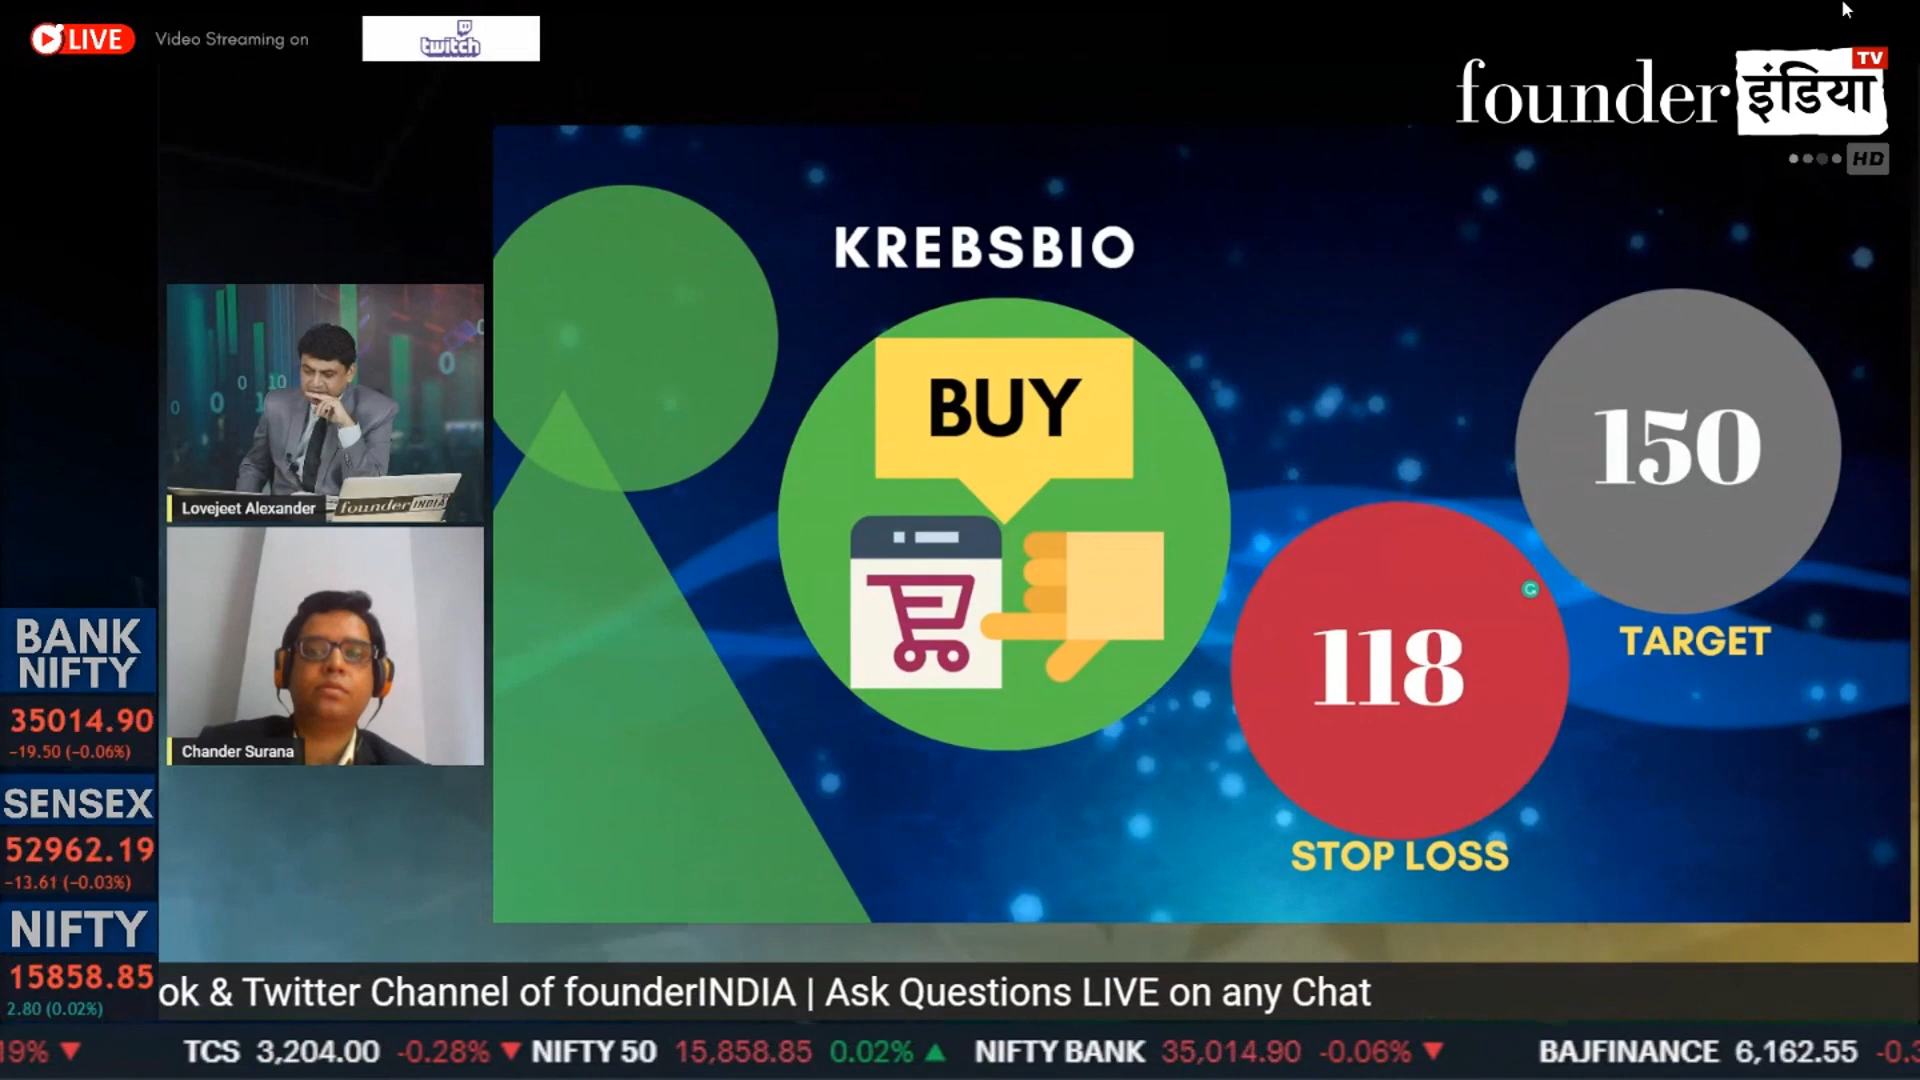 LIVE
Video Streaming on
twitch
founder इंडिया
TV
HD
KREBSBIO
BUY
150
TARGET
118
STOP LOSS
Lovejeet Alexander
founder INDIA
Chander Surana
BANK
NIFTY
35014.90
-19.50 (-0.06%)
SENSEX
52962.19
-13.61 (-0.03%)
NIFTY
15858.85
2.80 (0.02%)
ok & Twitter Channel of founderINDIA | Ask Questions LIVE on any Chat
19% ▼ TCS 3,204.00 -0.28% ▼ NIFTY 50 15,858.85 0.02% ▲ NIFTY BANK 35,014.90 -0.06% ▼ BAJFINANCE 6,162.55 -0.3